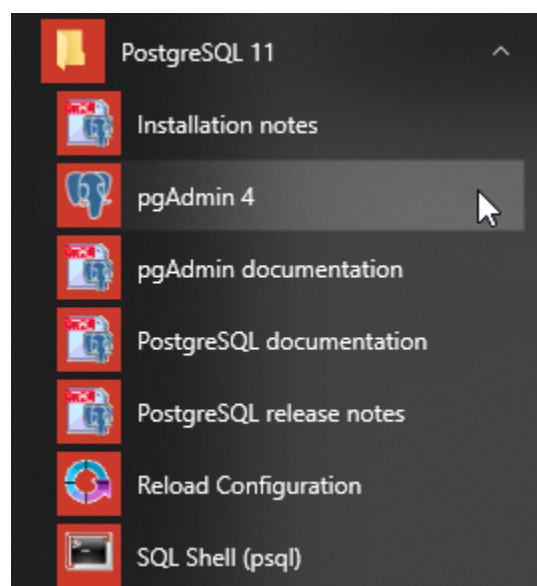 PostgreSQL 11
Installation notes
pgAdmin 4
pgAdmin documentation
PostgreSQL documentation
PostgreSQL release notes
Reload Configuration
SQL Shell (psql)